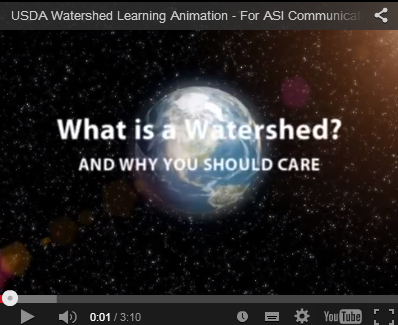 USDA Watershed Learning Animation - For ASI Communicat
What is a Watershed?
AND WHY YOU SHOULD CARE
0:01 / 3:10
YouTube